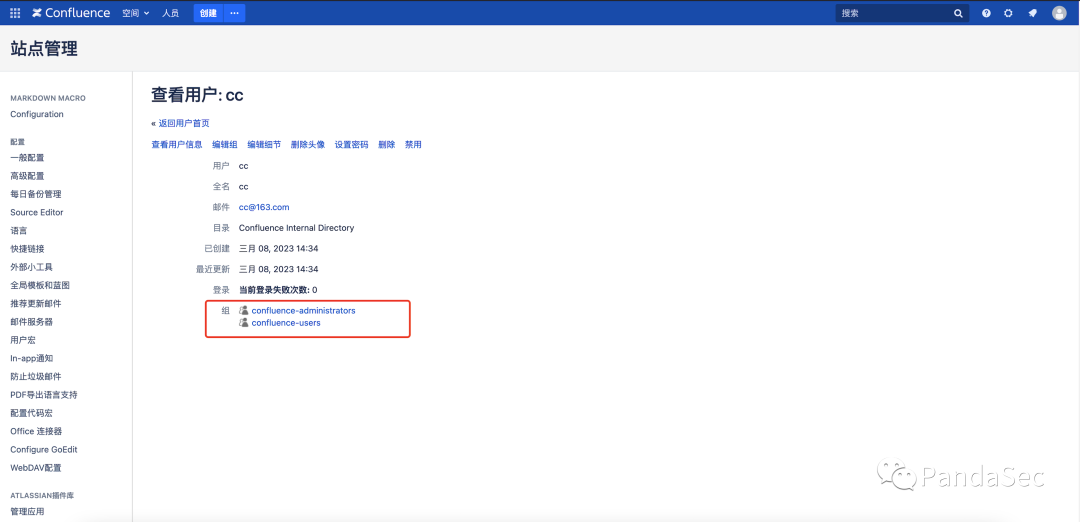 Confluence 空间 人员 创建 ··· 搜索
站点管理
MARKDOWN MACRO
Configuration
配置
一般配置
高级配置
每日备份管理
Source Editor
语言
快捷链接
外部小工具
全局模板和蓝图
推荐更新邮件
邮件服务器
用户宏
In-app通知
防止垃圾邮件
PDF导出语言支持
配置代码宏
Office 连接器
Configure GoEdit
WebDAV配置
ATLASSIAN插件库
管理应用
查看用户: cc
« 返回用户首页
查看用户信息 编辑组 编辑细节 删除头像 设置密码 删除 禁用
用户 cc
全名 cc
邮件 cc@163.com
目录 Confluence Internal Directory
已创建 三月 08, 2023 14:34
最近更新 三月 08, 2023 14:34
登录 当前登录失败次数: 0
组 confluence-administrators
confluence-users
PandaSec